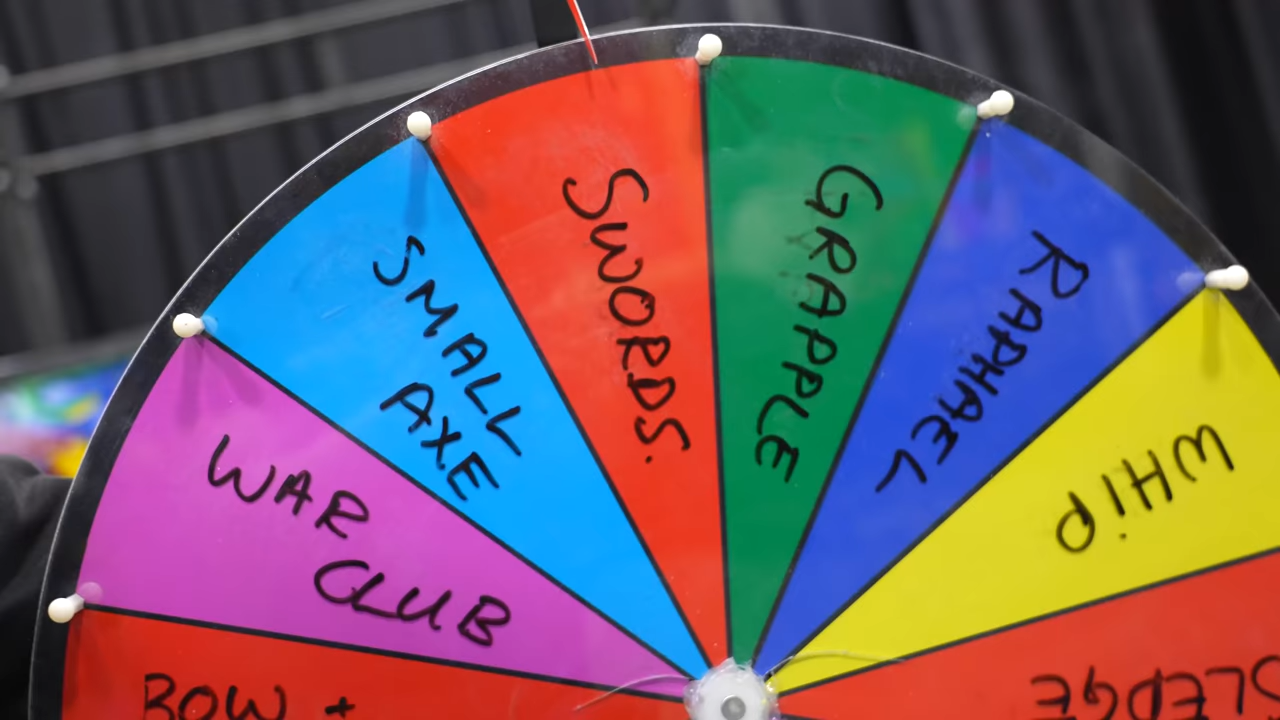 BOW +
WAR
CLUB
SMALL
AXE
SWORDS.
GRAPPLE
RAPHAEL
WHiP
SLEDGE